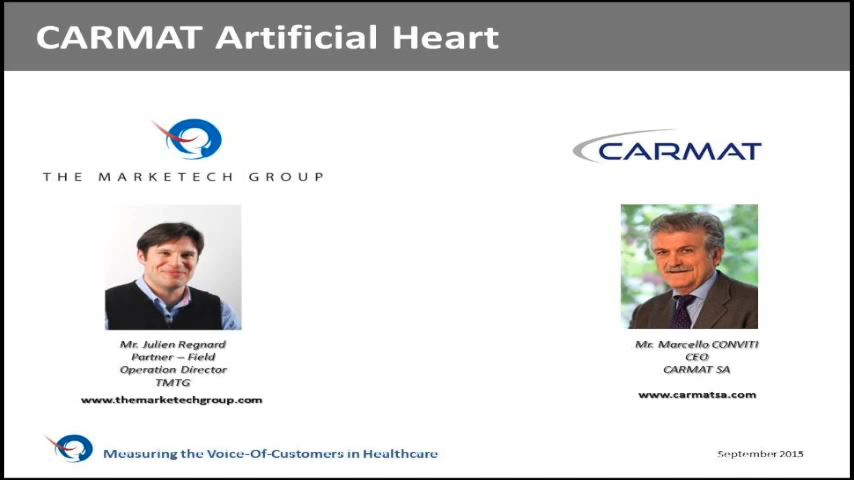 CARMAT Artificial Heart
THE MARKETECH GROUP
CARMAT
Mr. Julien Regnard
Partner – Field
Operation Director
TMTG
www.themarketechgroup.com
Mr. Marcello CONVITI
CEO
CARMAT SA
www.carmatsa.com
Measuring the Voice-Of-Customers in Healthcare
September 2015